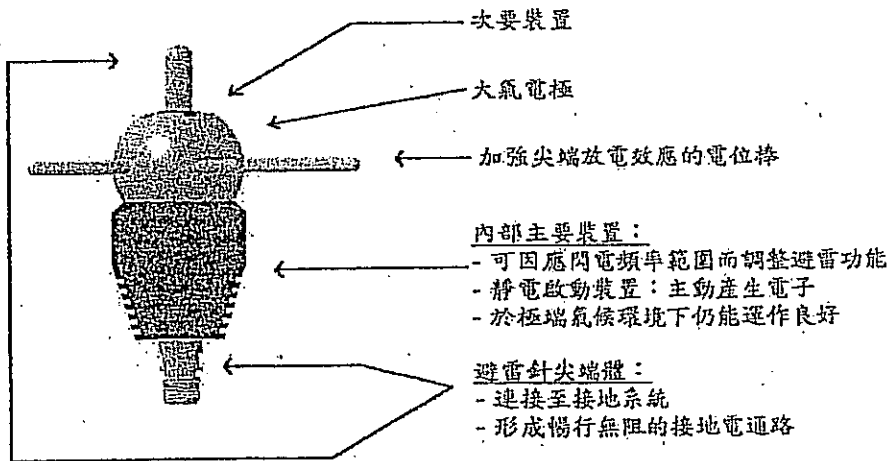 次要裝置
大氣電極
加強尖端放電效應的電位棒
內部主要裝置：
- 可因應閃電頻率範圍而調整避雷功能
- 靜電啟動裝置：主動產生電子
- 於極端氣候環境下仍能運作良好
避雷針尖端體：
- 連接至接地系統
- 形成暢行無阻的接地電通路